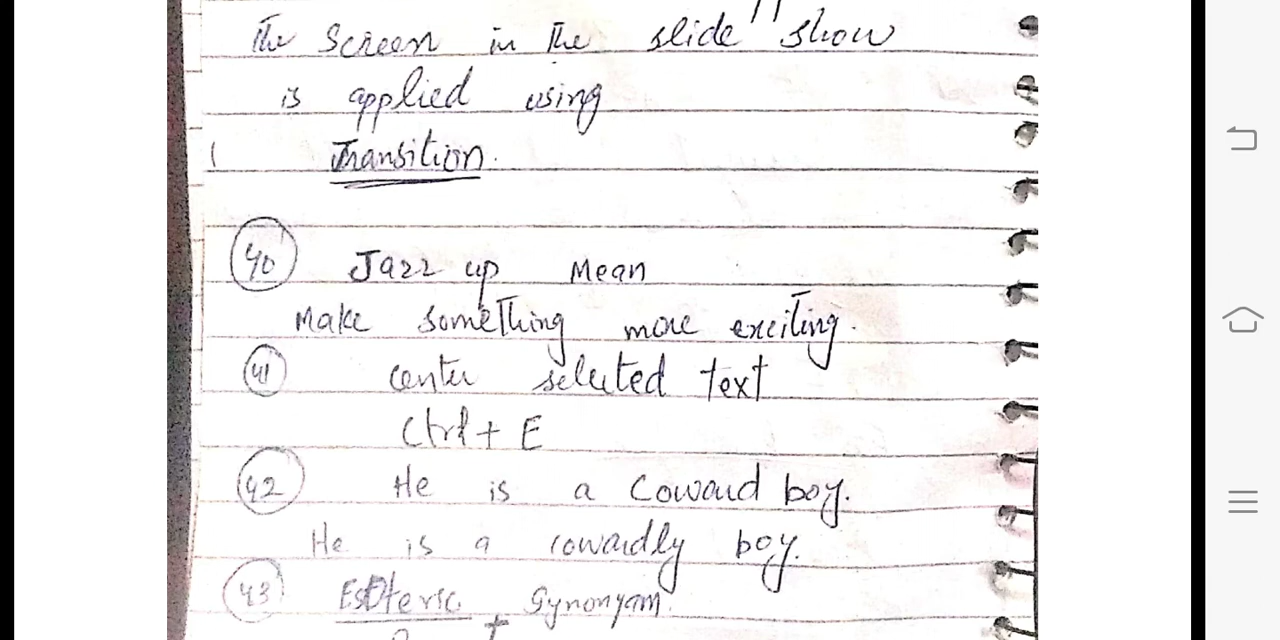 The Screen in The slide show
is applied using
Transition.
40 Jazz up Mean
Make something more exciting.
41 center selected text
Ctrl + E
42 He is a Coward boy.
He is a cowardly boy.
43 Esoteric Synonyam